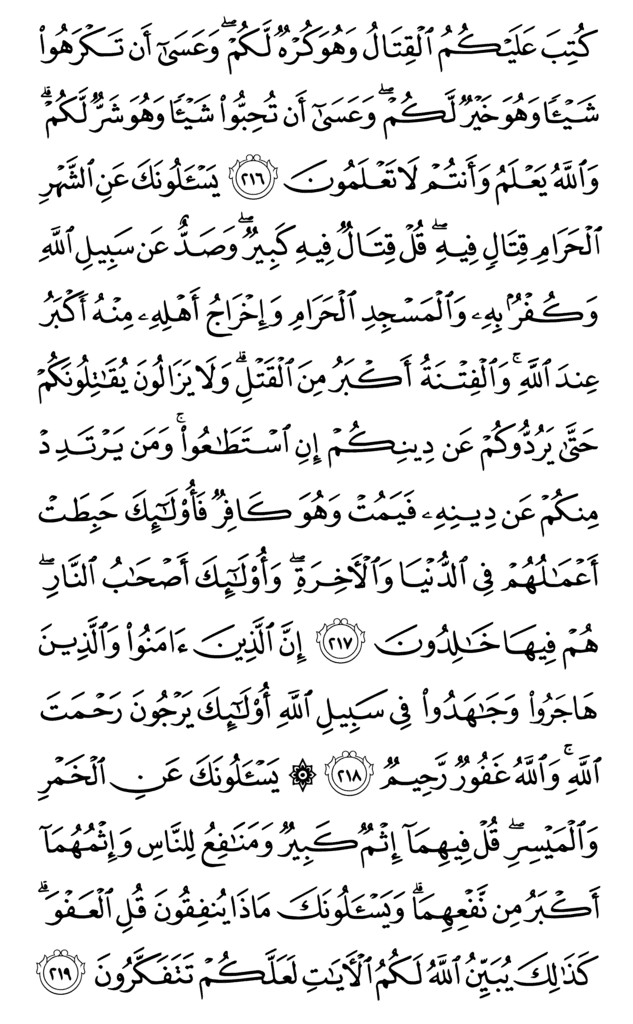 كُتِبَ عَلَيْكُمُ ٱلْقِتَالُ وَهُوَ كُرْهٌ لَّكُمْ ۖ وَعَسَىٰٓ أَن تَكْرَهُوا۟
شَيْـًٔا وَهُوَ خَيْرٌ لَّكُمْ ۖ وَعَسَىٰٓ أَن تُحِبُّوا۟ شَيْـًٔا وَهُوَ شَرٌّ لَّكُمْ ۗ
وَٱللَّهُ يَعْلَمُ وَأَنتُمْ لَا تَعْلَمُونَ ٢١٦ يَسْـَٔلُونَكَ عَنِ ٱلشَّهْرِ
ٱلْحَرَامِ قِتَالٍ فِيهِ ۖ قُلْ قِتَالٌ فِيهِ كَبِيرٌ ۖ وَصَدٌّ عَن سَبِيلِ ٱللَّهِ
وَكُفْرٌۢ بِهِۦ وَٱلْمَسْجِدِ ٱلْحَرَامِ وَإِخْرَاجُ أَهْلِهِۦ مِنْهُ أَكْبَرُ
عِندَ ٱللَّهِ ۚ وَٱلْفِتْنَةُ أَكْبَرُ مِنَ ٱلْقَتْلِ ۗ وَلَا يَزَالُونَ يُقَـٰتِلُونَكُمْ
حَتَّىٰ يَرُدُّوكُمْ عَن دِينِكُمْ إِنِ ٱسْتَطَـٰعُوا۟ ۚ وَمَن يَرْتَدِدْ
مِنكُمْ عَن دِينِهِۦ فَيَمُتْ وَهُوَ كَافِرٌ فَأُو۟لَـٰٓئِكَ حَبِطَتْ
أَعْمَـٰلُهُمْ فِى ٱلدُّنْيَا وَٱلْـَٔاخِرَةِ ۖ وَأُو۟لَـٰٓئِكَ أَصْحَـٰبُ ٱلنَّارِ ۖ
هُمْ فِيهَا خَـٰلِدُونَ ٢١٧ إِنَّ ٱلَّذِينَ ءَامَنُوا۟ وَٱلَّذِينَ
هَاجَرُوا۟ وَجَـٰهَدُوا۟ فِى سَبِيلِ ٱللَّهِ أُو۟لَـٰٓئِكَ يَرْجُونَ رَحْمَتَ
ٱللَّهِ ۚ وَٱللَّهُ غَفُورٌ رَّحِيمٌ ٢١٨ ۞ يَسْـَٔلُونَكَ عَنِ ٱلْخَمْرِ
وَٱلْمَيْسِرِ ۖ قُلْ فِيهِمَآ إِثْمٌ كَبِيرٌ وَمَنَـٰفِعُ لِلنَّاسِ وَإِثْمُهُمَآ
أَكْبَرُ مِن نَّفْعِهِمَا ۗ وَيَسْـَٔلُونَكَ مَاذَا يُنفِقُونَ قُلِ ٱلْعَفْوَ ۗ
كَذَٰلِكَ يُبَيِّنُ ٱللَّهُ لَكُمُ ٱلْـَٔايَـٰتِ لَعَلَّكُمْ تَتَفَكَّرُونَ ٢١٩